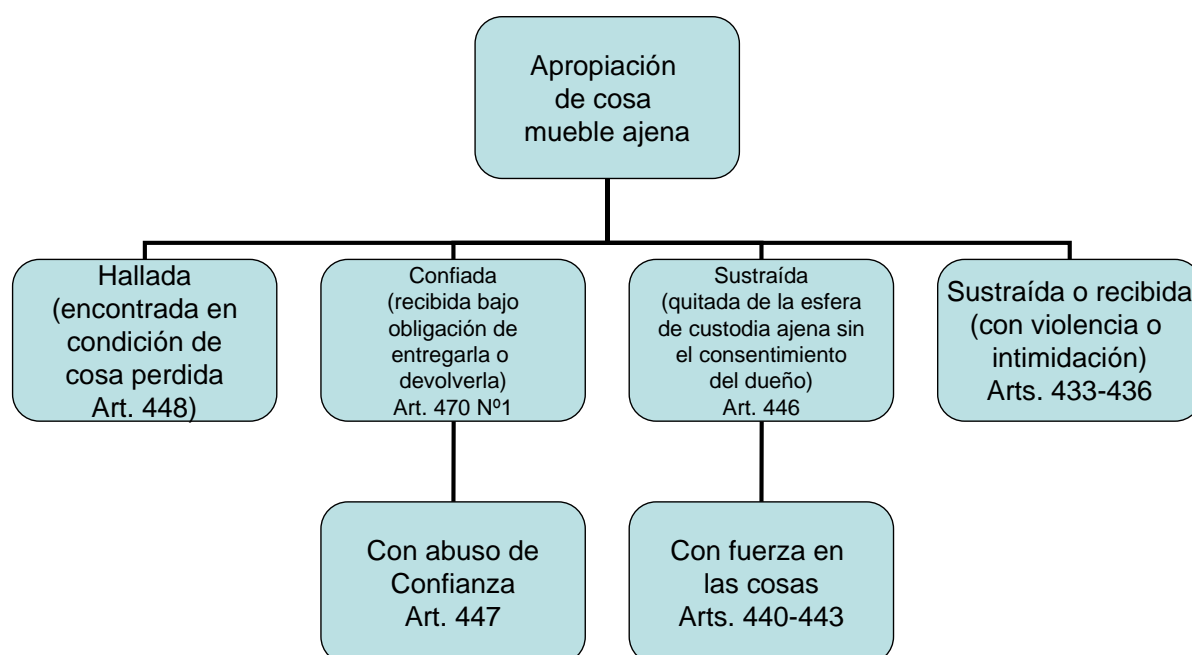 Apropiación
de cosa
mueble ajena
Hallada
(encontrada en
condición de
cosa perdida
Art. 448)
Confiada
(recibida bajo
obligación de
entregarla o
devolverla)
Art. 470 Nº1
Sustraída
(quitada de la esfera
de custodia ajena sin
el consentimiento
del dueño)
Art. 446
Sustraída o recibida
(con violencia o
intimidación)
Arts. 433-436
Con abuso de
Confianza
Art. 447
Con fuerza en
las cosas
Arts. 440-443